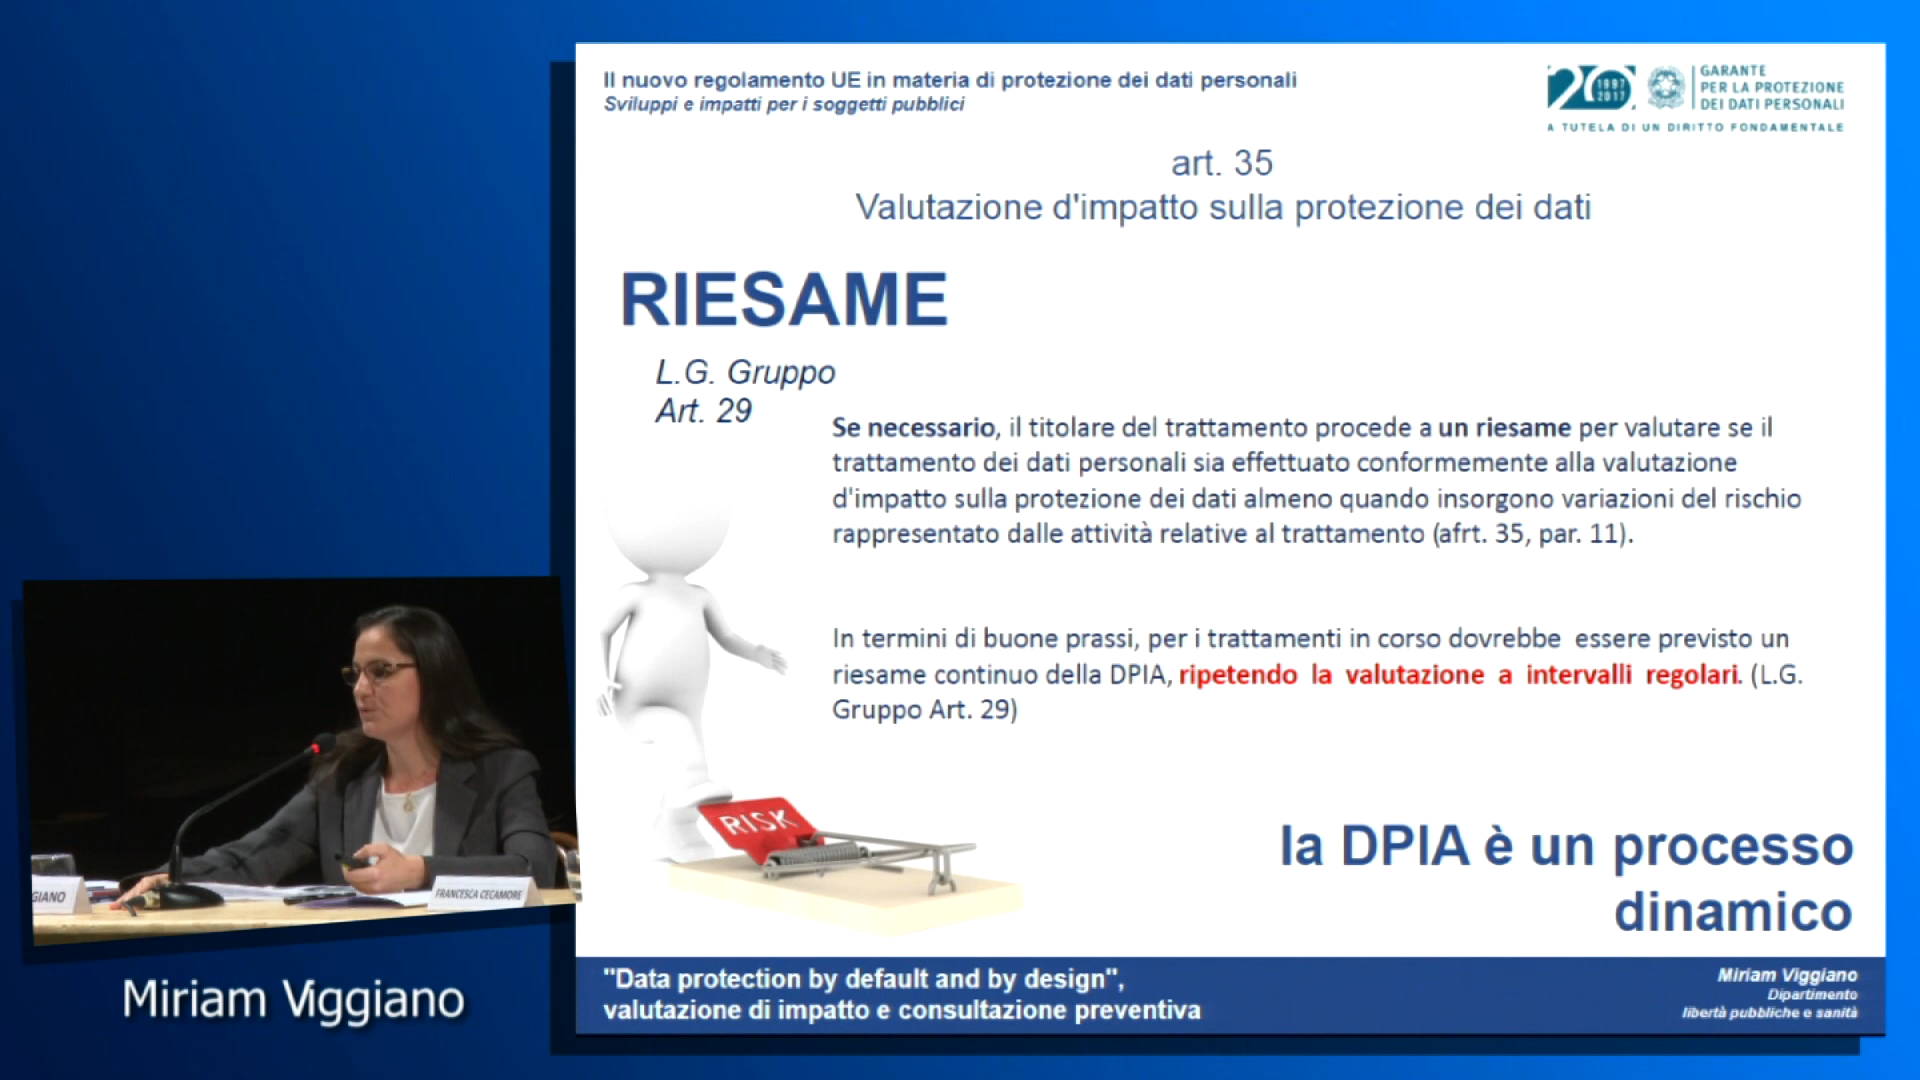 Il nuovo regolamento UE in materia di protezione dei dati personali
Sviluppi e impatti per i soggetti pubblici
20
1997
2017
GARANTE
PER LA PROTEZIONE
DEI DATI PERSONALI
A TUTELA DI UN DIRITTO FONDAMENTALE
art. 35
Valutazione d'impatto sulla protezione dei dati
RIESAME
L.G. Gruppo
Art. 29
Se necessario, il titolare del trattamento procede a un riesame per valutare se il
trattamento dei dati personali sia effettuato conformemente alla valutazione
d'impatto sulla protezione dei dati almeno quando insorgono variazioni del rischio
rappresentato dalle attività relative al trattamento (afrt. 35, par. 11).
In termini di buone prassi, per i trattamenti in corso dovrebbe essere previsto un
riesame continuo della DPIA, ripetendo la valutazione a intervalli regolari. (L.G.
Gruppo Art. 29)
RISK
la DPIA è un processo
dinamico
GIANO
FRANCESCA CECAMORE
Miriam Viggiano
"Data protection by default and by design",
valutazione di impatto e consultazione preventiva
Miriam Viggiano
Dipartimento
libertà pubbliche e sanità